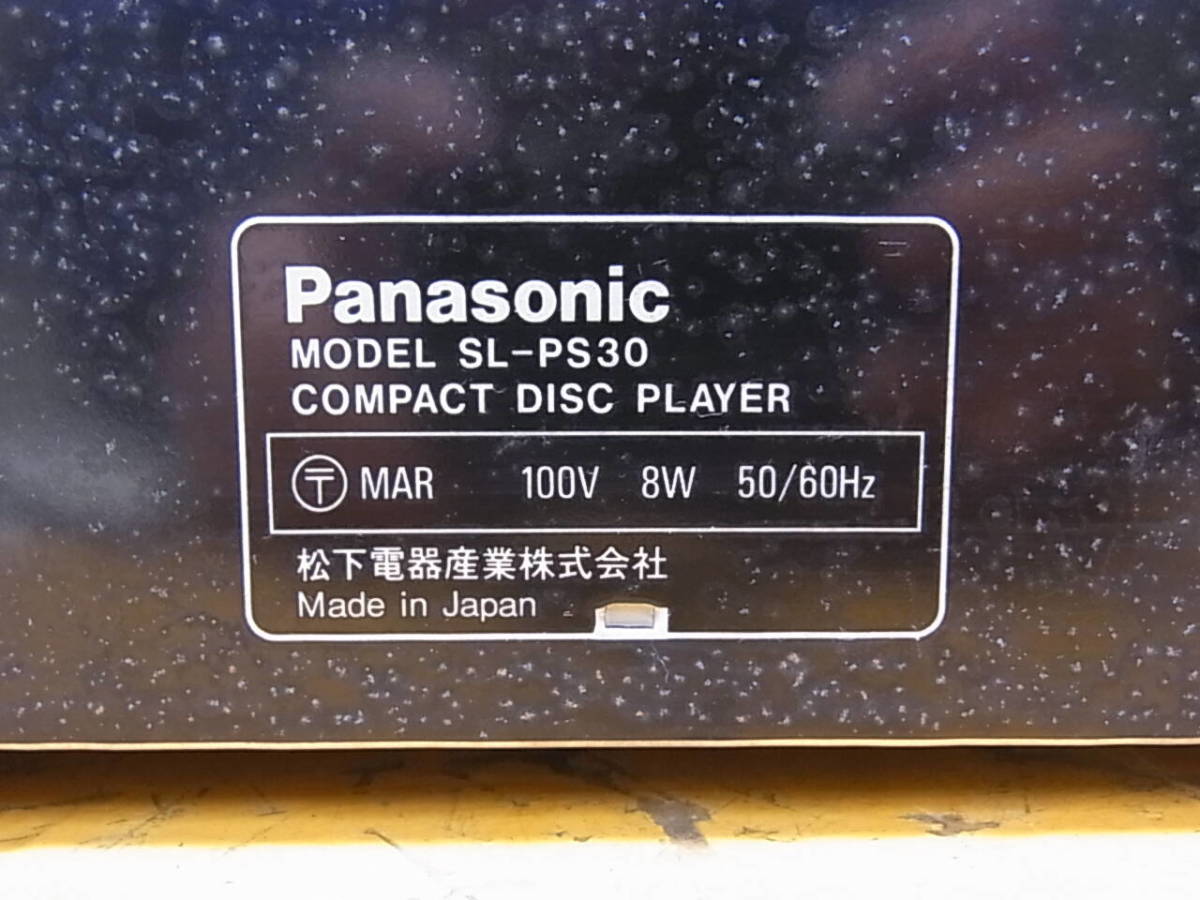 Panasonic
MODEL SL-PS30
COMPACT DISC PLAYER
〒 MAR 100V 8W 50/60Hz
松下電器産業株式会社
Made in Japan